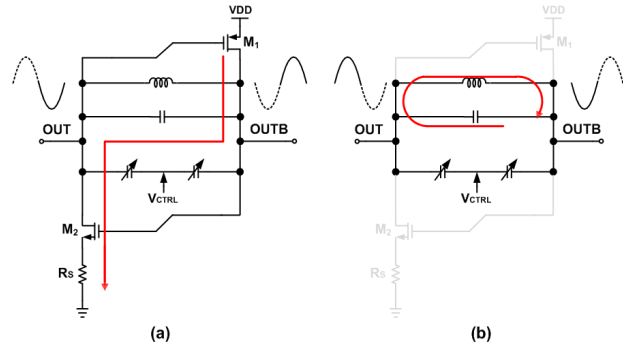 VDD
M1
OUT
OUTB
VCTRL
M2
RS
(a)
VDD
M1
OUT
OUTB
VCTRL
M2
RS
(b)